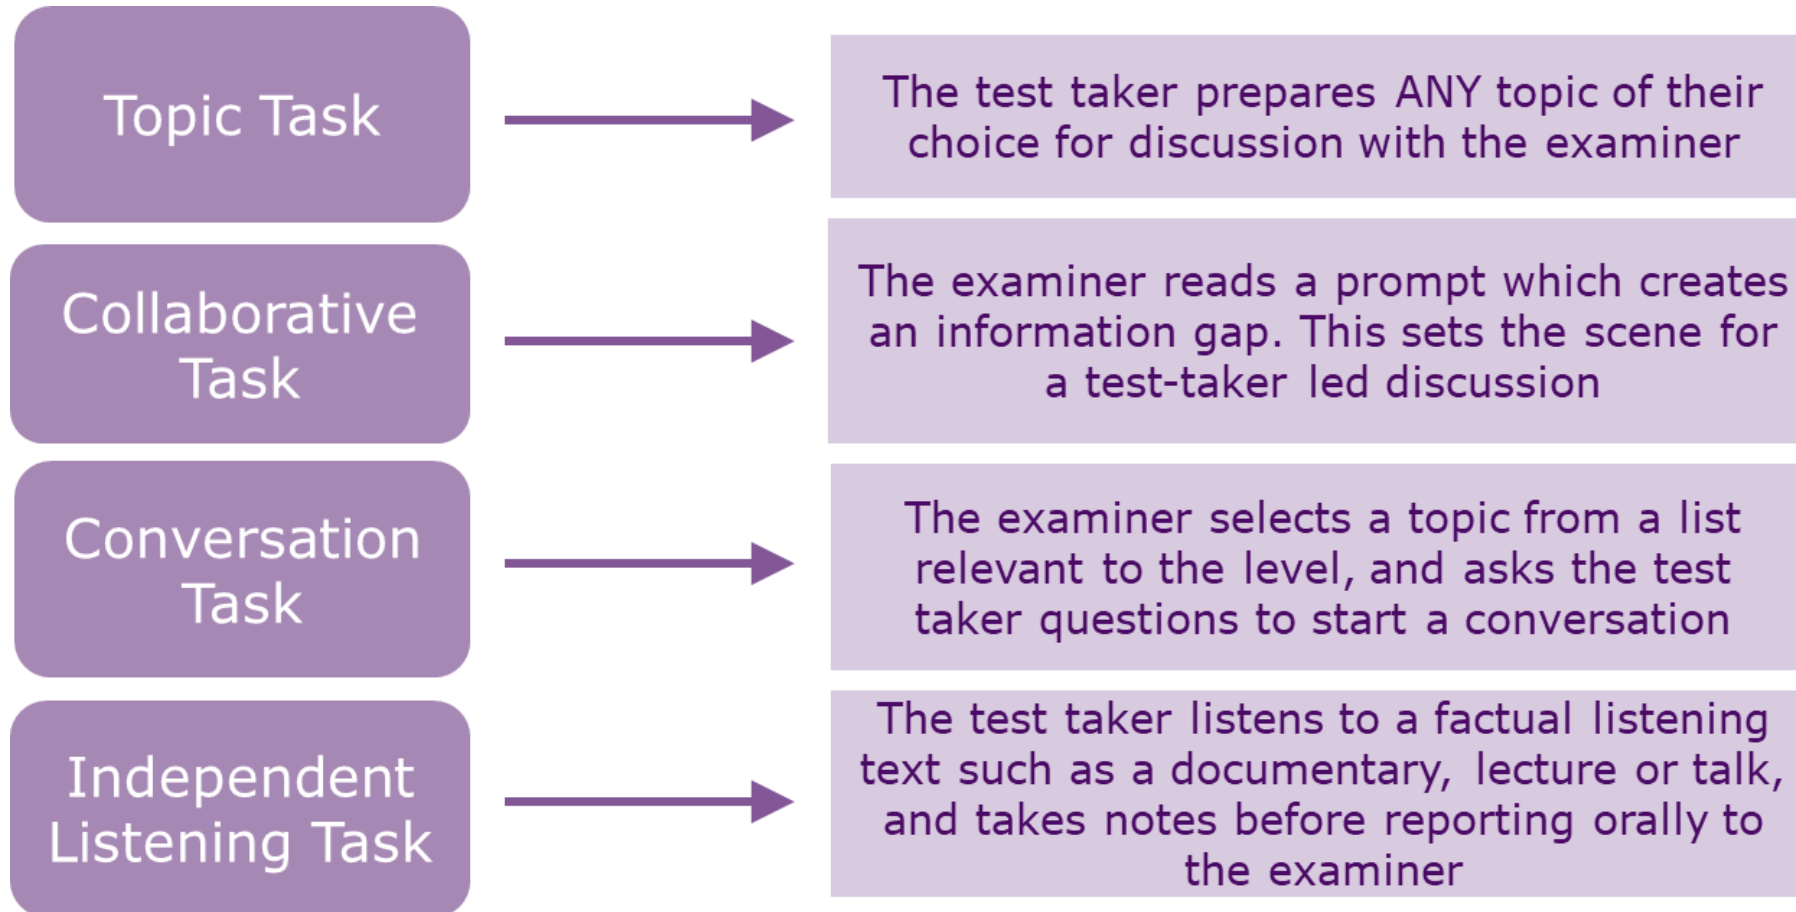 Topic Task
The test taker prepares ANY topic of their
choice for discussion with the examiner
Collaborative
Task
The examiner reads a prompt which creates
an information gap. This sets the scene for
a test-taker led discussion
Conversation
Task
The examiner selects a topic from a list
relevant to the level, and asks the test
taker questions to start a conversation
Independent
Listening Task
The test taker listens to a factual listening
text such as a documentary, lecture or talk,
and takes notes before reporting orally to
the examiner